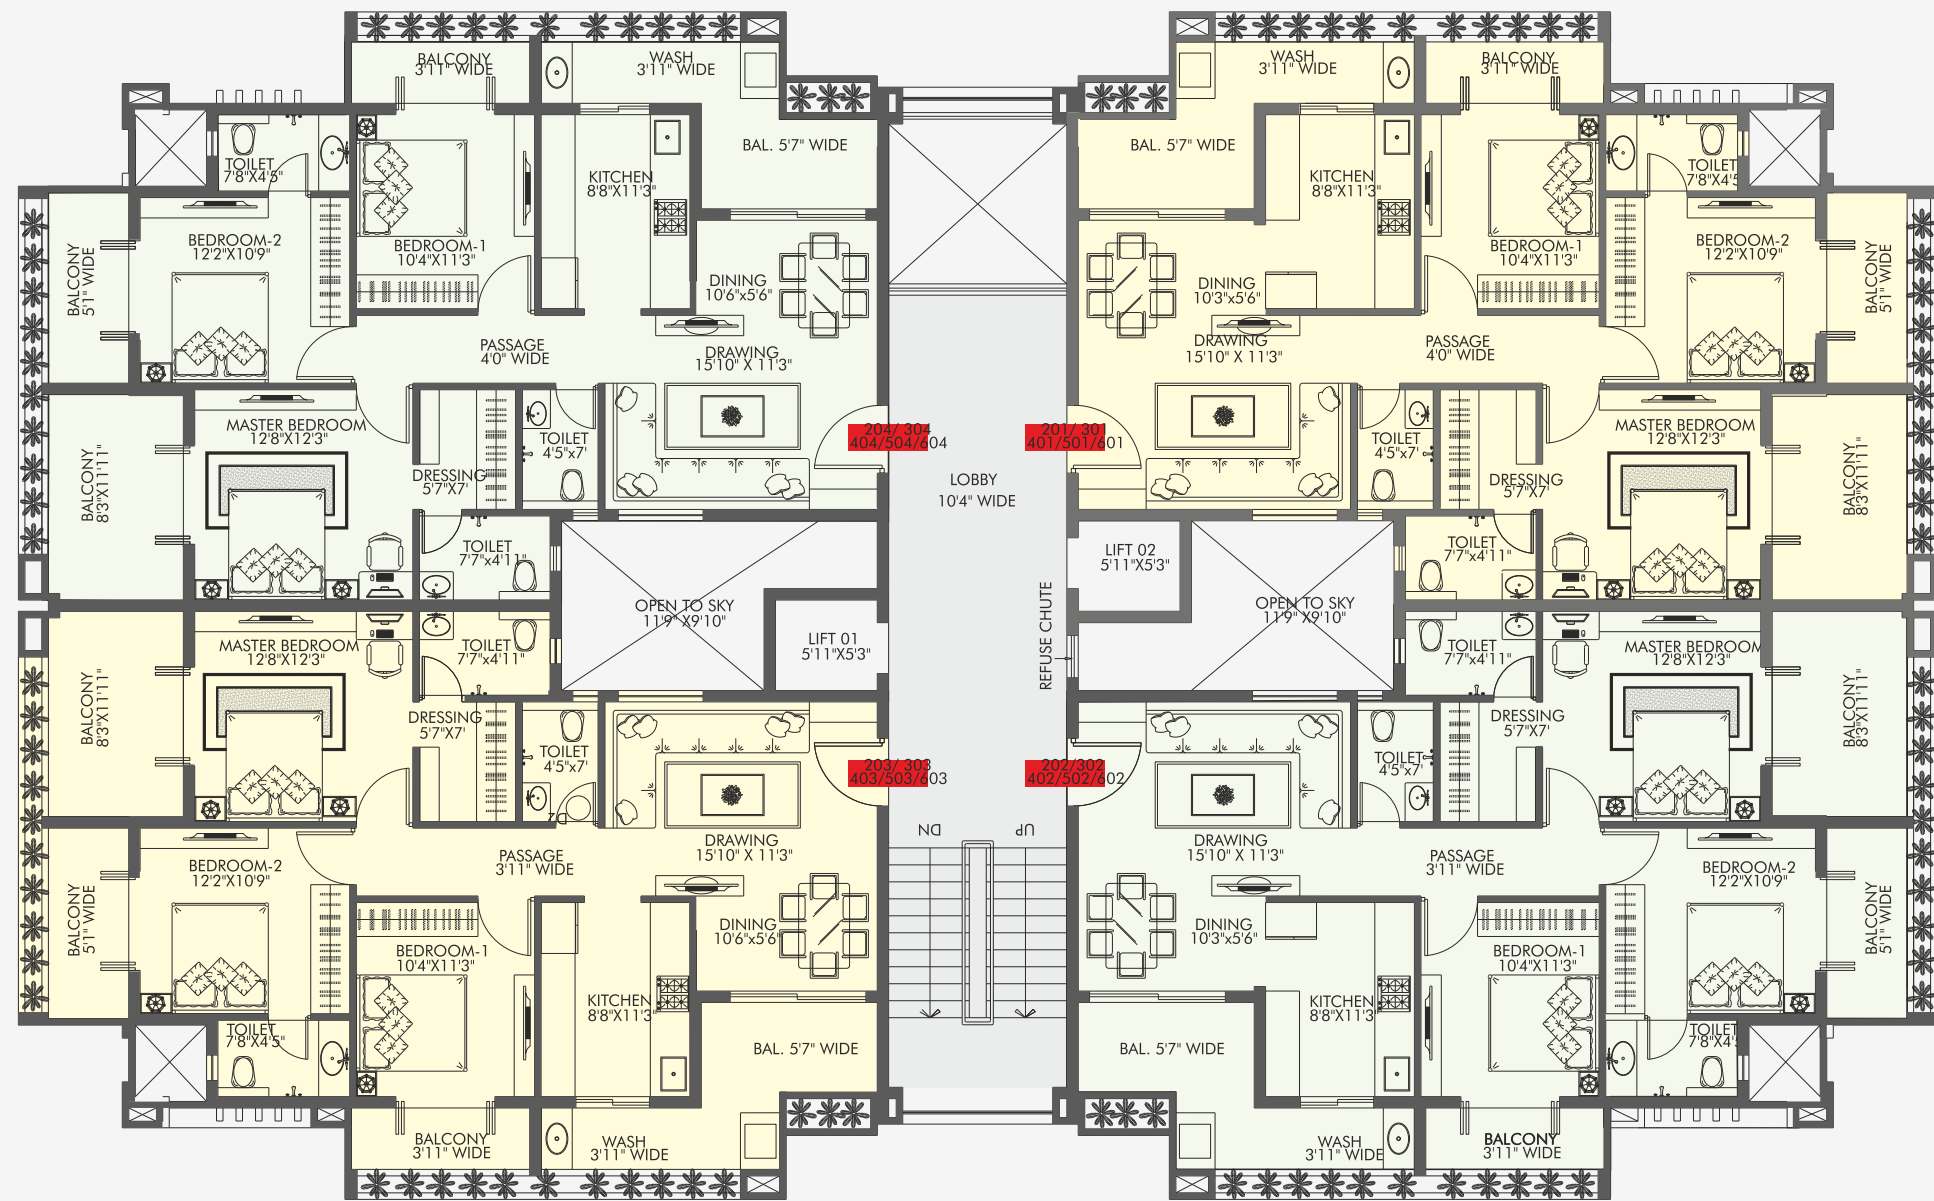 BALCONY
3'11" WIDE
WASH
3'11" WIDE
BAL. 5'7" WIDE
TOILET
7'8"X4'5"
KITCHEN
8'8"X11'3"
BEDROOM-1
10'4"X11'3"
BEDROOM-2
12'2"X10'9"
BALCONY
5'1" WIDE
DINING
10'6"x5'6"
PASSAGE
4'0" WIDE
DRAWING
15'10" X 11'3"
MASTER BEDROOM
12'8"X12'3"
BALCONY
8'3"X11'11"
DRESSING
5'7"X7'
TOILET
4'5"x7'
TOILET
7'7"x4'11"
204/ 304
404/504/604
WASH
3'11" WIDE
BALCONY
3'11" WIDE
BAL. 5'7" WIDE
KITCHEN
8'8"X11'3"
TOILET
7'8"X4'5
BEDROOM-1
10'4"X11'3"
BEDROOM-2
12'2"X10'9"
BALCONY
5'1" WIDE
DINING
10'3"x5'6"
DRAWING
15'10" X 11'3"
PASSAGE
4'0" WIDE
201/ 301
401/501/601
TOILET
4'5"x7'
DRESSING
5'7"X7'
MASTER BEDROOM
12'8"X12'3"
BALCONY
8'3"X11'11"
TOILET
7'7"x4'11"
LOBBY
10'4" WIDE
LIFT 02
5'11"X5'3"
OPEN TO SKY
11'9" X9'10"
LIFT 01
5'11"X5'3"
REFUSE CHUTE
OPEN TO SKY
11'9" X9'10"
MASTER BEDROOM
12'8"X12'3"
TOILET
7'7"x4'11"
BALCONY
8'3"X11'11"
DRESSING
5'7"X7'
TOILET
4'5"x7'
203/ 303
403/503/603
DZ
BEDROOM-2
12'2"X10'9"
PASSAGE
3'11" WIDE
DRAWING
15'10" X 11'3"
BALCONY
5'1" WIDE
DINING
10'6"x5'6"
BEDROOM-1
10'4"X11'3"
KITCHEN
8'8"X11'3"
TOILET
7'8"X4'5"
BAL. 5'7" WIDE
BALCONY
3'11" WIDE
WASH
3'11" WIDE
DN
UP
TOILET
7'7"x4'11"
MASTER BEDROOM
12'8"X12'3"
DRESSING
5'7"X7'
BALCONY
8'3"X11'11"
TOILET
4'5"x7'
202/302
402/502/602
DRAWING
15'10" X 11'3"
PASSAGE
3'11" WIDE
BEDROOM-2
12'2"X10'9"
BALCONY
5'1" WIDE
DINING
10'3"x5'6"
BEDROOM-1
10'4"X11'3"
KITCHEN
8'8"X11'3"
TOILET
7'8"X4'5
BAL. 5'7" WIDE
WASH
3'11" WIDE
BALCONY
3'11" WIDE